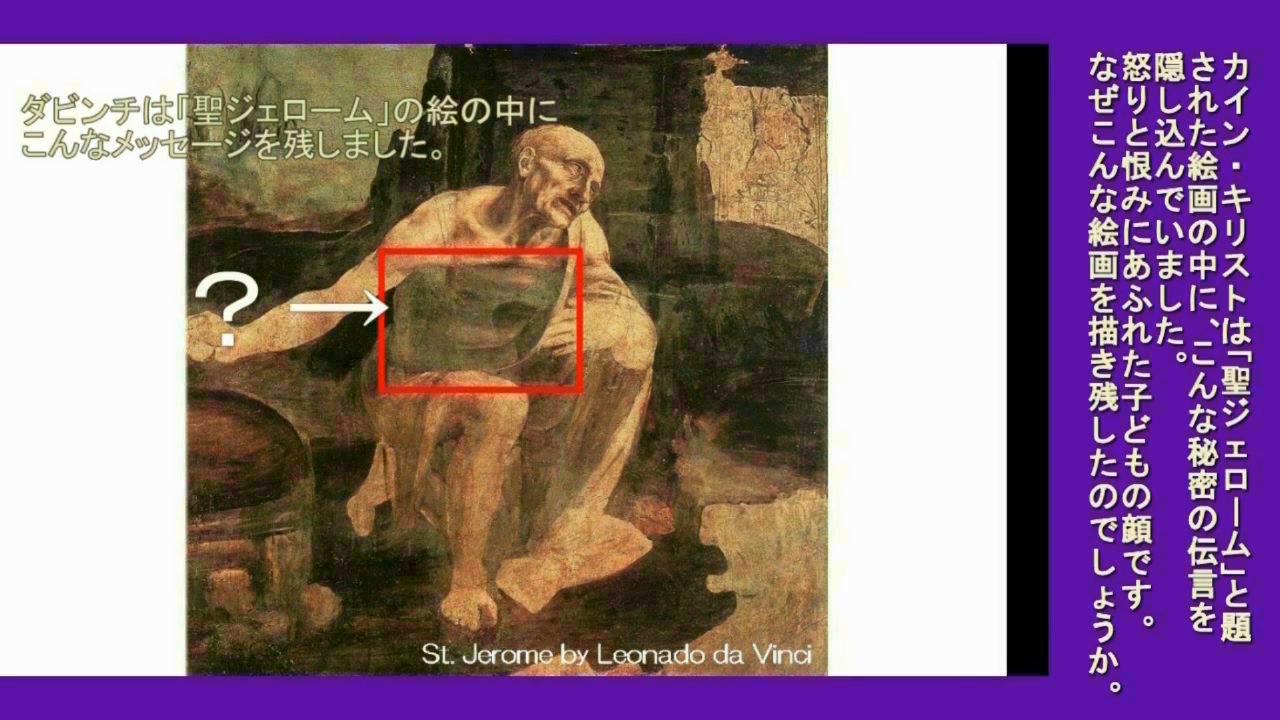 ダビンチは「聖ジェローム」の絵の中に
こんなメッセージを残しました。
?→
St. Jerome by Leonado da Vinci
カイン・キリストは「聖ジェローム」と題
された絵画の中に、こんな秘密の伝言を
隠し込んでいました。
怒りと恨みにあふれた子どもの顔です。
なぜこんな絵画を描き残したのでしょうか。